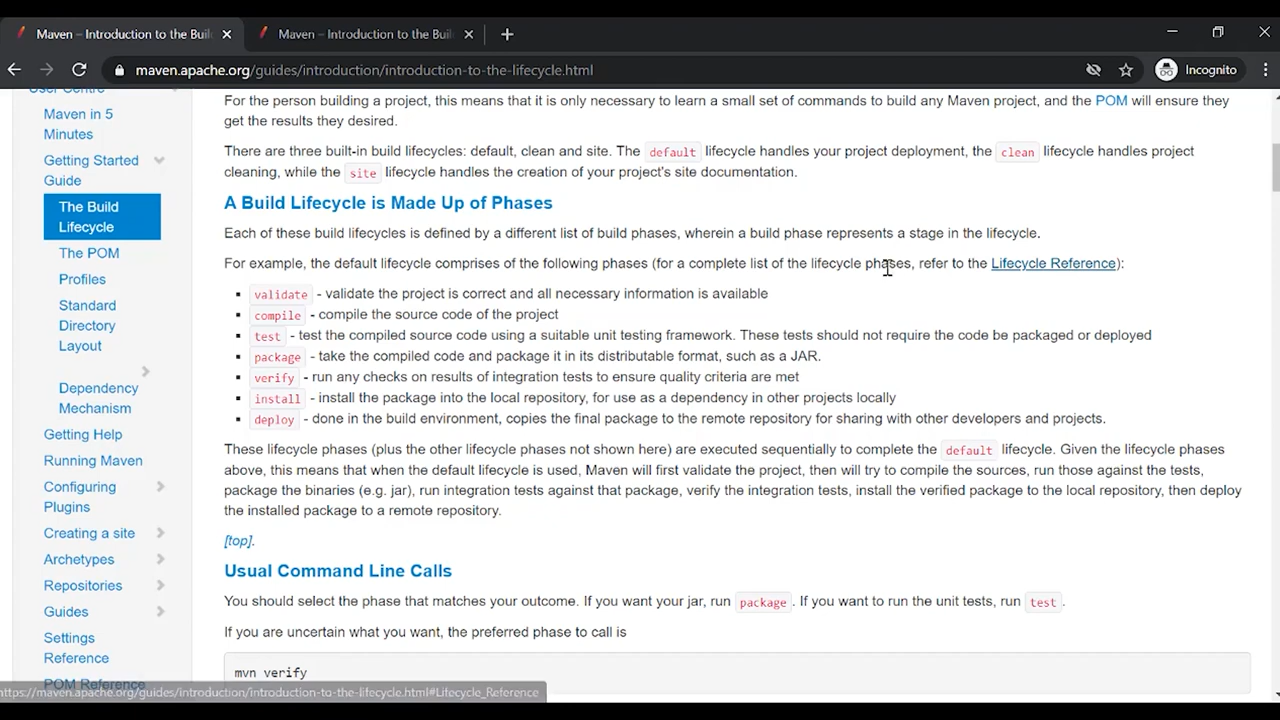 Maven – Introduction to the Buil
Maven – Introduction to the Buil
maven.apache.org/guides/introduction/introduction-to-the-lifecycle.html
Incognito
User Centre
Maven in 5
Minutes
Getting Started
Guide
The Build
Lifecycle
The POM
Profiles
Standard
Directory
Layout
Dependency
Mechanism
Getting Help
Running Maven
Configuring
Plugins
Creating a site
Archetypes
Repositories
Guides
Settings
Reference
POM Reference
For the person building a project, this means that it is only necessary to learn a small set of commands to build any Maven project, and the POM will ensure they
get the results they desired.
There are three built-in build lifecycles: default, clean and site. The default lifecycle handles your project deployment, the clean lifecycle handles project
cleaning, while the site lifecycle handles the creation of your project's site documentation.
A Build Lifecycle is Made Up of Phases
Each of these build lifecycles is defined by a different list of build phases, wherein a build phase represents a stage in the lifecycle.
For example, the default lifecycle comprises of the following phases (for a complete list of the lifecycle phases, refer to the Lifecycle Reference):
validate - validate the project is correct and all necessary information is available
compile - compile the source code of the project
test - test the compiled source code using a suitable unit testing framework. These tests should not require the code be packaged or deployed
package - take the compiled code and package it in its distributable format, such as a JAR.
verify - run any checks on results of integration tests to ensure quality criteria are met
install - install the package into the local repository, for use as a dependency in other projects locally
deploy - done in the build environment, copies the final package to the remote repository for sharing with other developers and projects.
These lifecycle phases (plus the other lifecycle phases not shown here) are executed sequentially to complete the default lifecycle. Given the lifecycle phases
above, this means that when the default lifecycle is used, Maven will first validate the project, then will try to compile the sources, run those against the tests,
package the binaries (e.g. jar), run integration tests against that package, verify the integration tests, install the verified package to the local repository, then deploy
the installed package to a remote repository.
[top].
Usual Command Line Calls
You should select the phase that matches your outcome. If you want your jar, run package. If you want to run the unit tests, run test.
If you are uncertain what you want, the preferred phase to call is
mvn verify
https://maven.apache.org/guides/introduction/introduction-to-the-lifecycle.html#Lifecycle_Reference